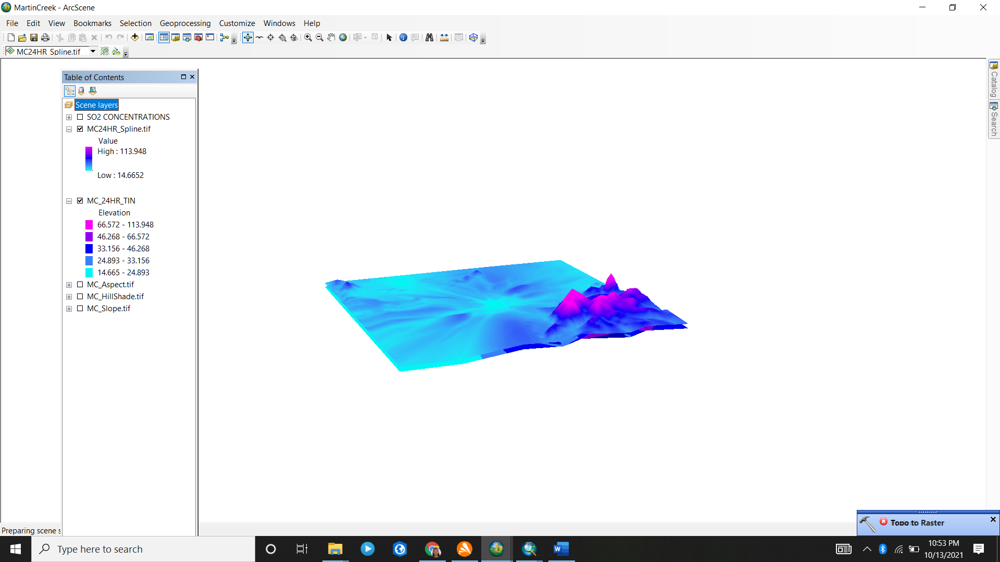 MartinCreek - ArcScene
File Edit View Bookmarks Selection Geoprocessing Customize Windows Help
MC24HR_Spline.tif
Table of Contents
Scene layers
SO2 CONCENTRATIONS
MC24HR_Spline.tif
Value
High : 113.948
Low : 14.6652
MC_24HR_TIN
Elevation
66.572 - 113.948
46.268 - 66.572
33.156 - 46.268
24.893 - 33.156
14.665 - 24.893
MC_Aspect.tif
MC_HillShade.tif
MC_Slope.tif
Catalog
Search
Topo to Raster
Preparing scene s
Type here to search
W
10:53 PM
10/13/2021